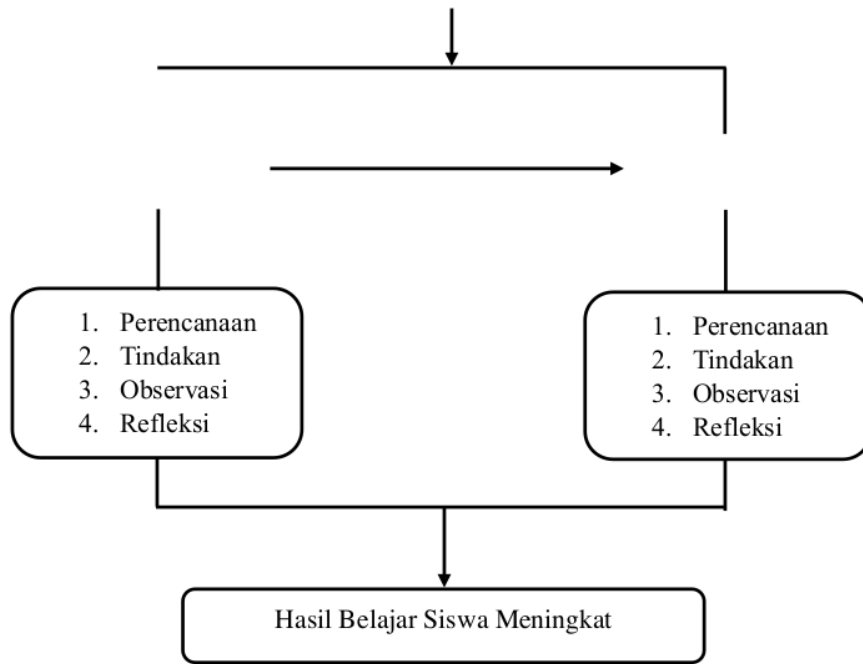 1. Perencanaan
2. Tindakan
3. Observasi
4. Refleksi
1. Perencanaan
2. Tindakan
3. Observasi
4. Refleksi
Hasil Belajar Siswa Meningkat